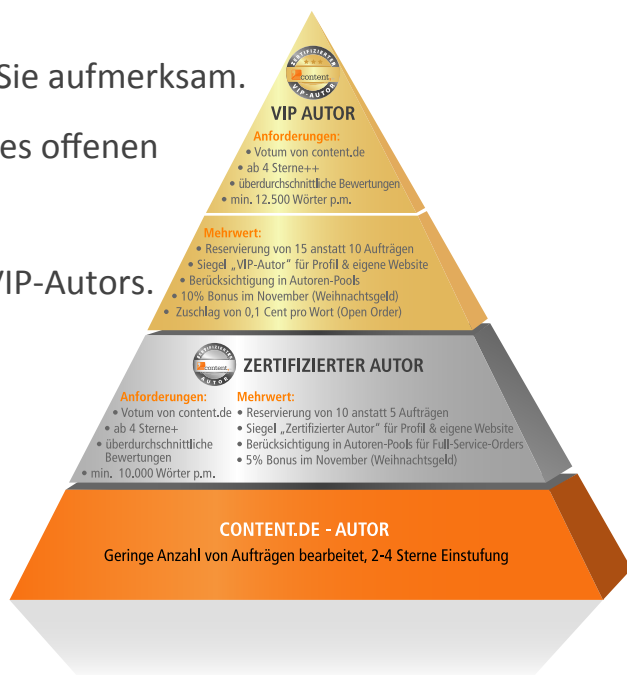 Sie aufmerksam.
es offenen
VIP-Autors.
ZERTIFIZIERTER
content.
VIP-AUTOR
VIP AUTOR
Anforderungen:
• Votum von content.de
• ab 4 Sterne++
• überdurchschnittliche Bewertungen
• min. 12.500 Wörter p.m.
Mehrwert:
• Reservierung von 15 anstatt 10 Aufträgen
• Siegel „VIP-Autor" für Profil & eigene Website
• Berücksichtigung in Autoren-Pools
• 10% Bonus im November (Weihnachtsgeld)
• Zuschlag von 0,1 Cent pro Wort (Open Order)
ZERTIFIZIERTER
content.
AUTOR
ZERTIFIZIERTER AUTOR
Anforderungen:
• Votum von content.de
• ab 4 Sterne+
• überdurchschnittliche
Bewertungen
• min. 10.000 Wörter p.m.
Mehrwert:
• Reservierung von 10 anstatt 5 Aufträgen
• Siegel „Zertifizierter Autor" für Profil & eigene Website
• Berücksichtigung in Autoren-Pools für Full-Service-Orders
• 5% Bonus im November (Weihnachtsgeld)
CONTENT.DE - AUTOR
Geringe Anzahl von Aufträgen bearbeitet, 2-4 Sterne Einstufung